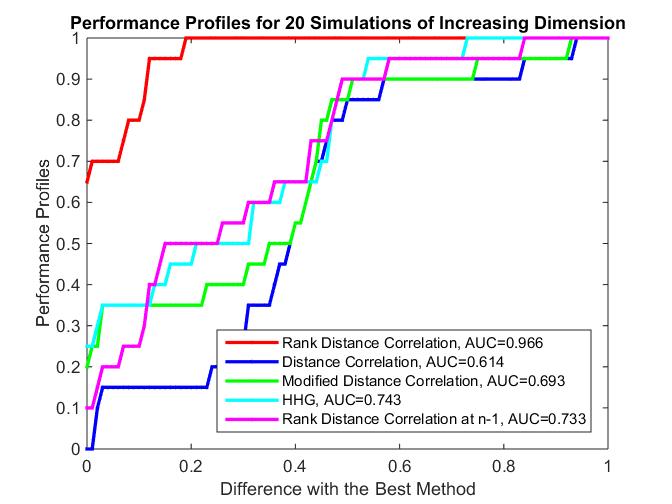 Performance Profiles for 20 Simulations of Increasing Dimension
1
0.9
0.8
0.7
0.6
0.5
0.4
0.3
0.2
0.1
0
Performance Profiles
Rank Distance Correlation, AUC=0.966
Distance Correlation, AUC=0.614
Modified Distance Correlation, AUC=0.693
HHG, AUC=0.743
Rank Distance Correlation at n-1, AUC=0.733
0 0.2 0.4 0.6 0.8 1
Difference with the Best Method